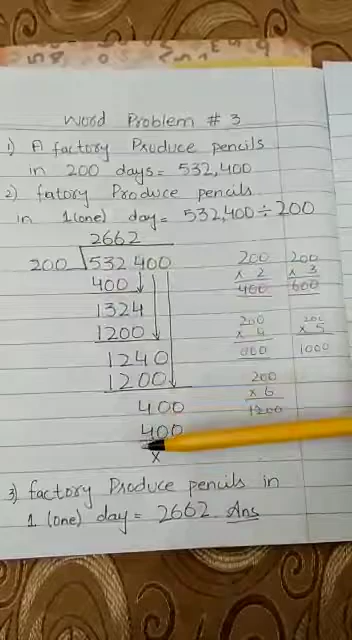 Word Problem # 3
1) A factory Produce pencils
in 200 days = 532,400
2) fatory Produce pencils
in 1(one) day = 532,400 ÷ 200
2662
200 532400
400
1324
1200
1240
1200
400
400
x
200
x 2
400
200
x 3
600
200
x 4
800
200
x 5
1000
200
x 6
1200
3) factory Produce pencils in
1 (one) day = 2662 Ans